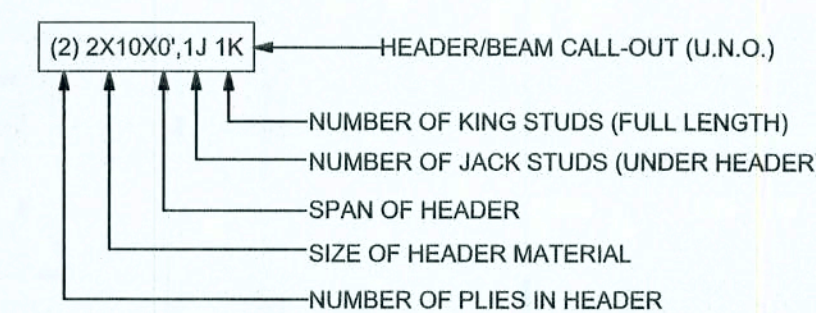 (2) 2X10X0',1J 1K HEADER/BEAM CALL-OUT (U.N.O.)
NUMBER OF KING STUDS (FULL LENGTH)
NUMBER OF JACK STUDS (UNDER HEADER)
SPAN OF HEADER
SIZE OF HEADER MATERIAL
NUMBER OF PLIES IN HEADER